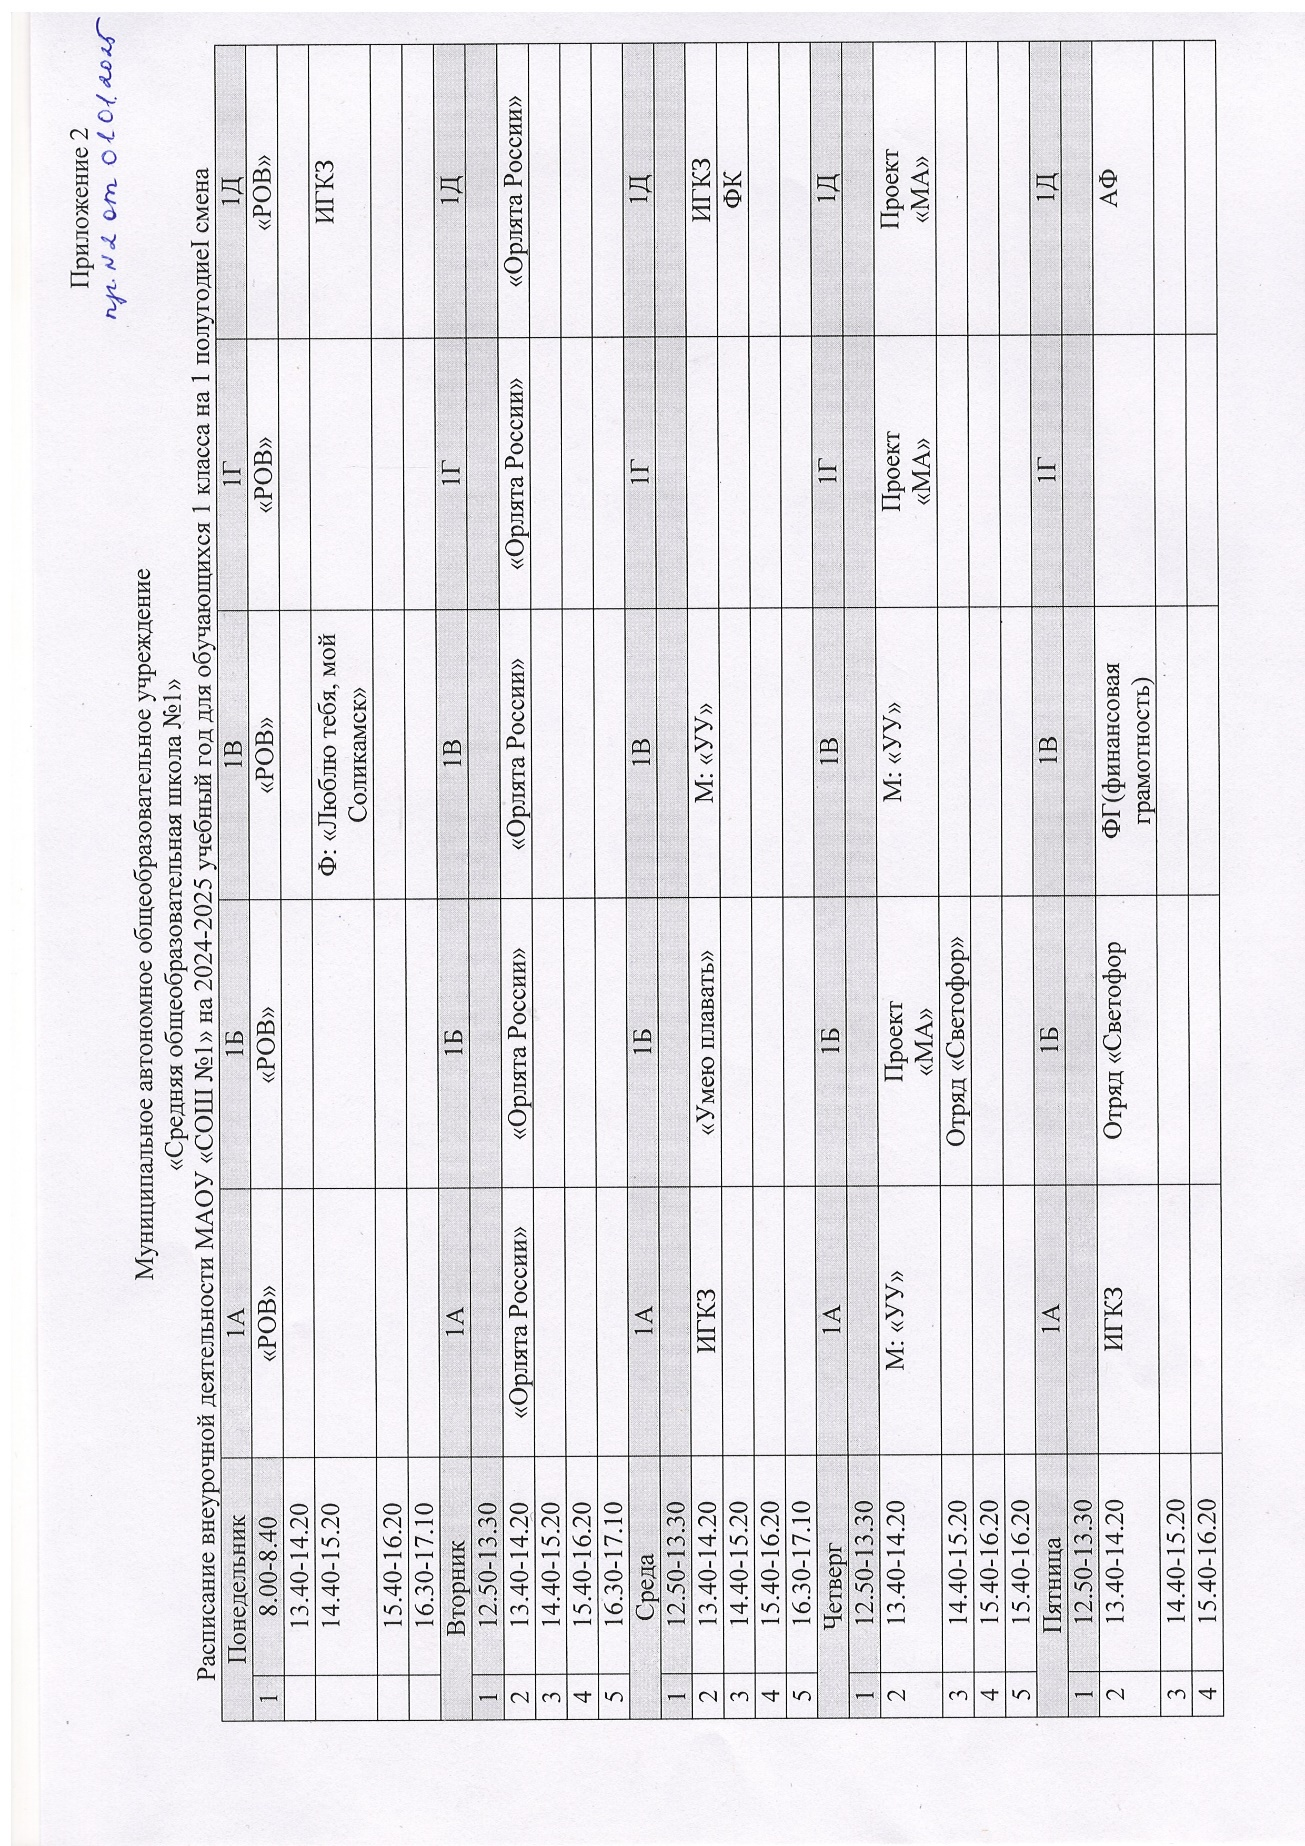 Приложение 2
пр. N2 от 01.01.2025
Муниципальное автономное общеобразовательное учреждение
«Средняя общеобразовательная школа №1»
Расписание внеурочной деятельности МАОУ «СОШ №1» на 2024-2025 учебный год для обучающихся 1 класса на 1 полугодиеI смена
Понедельник 1А 1Б 1В 1Г 1Д
1 8.00-8.40 «РОВ» «РОВ» «РОВ» «РОВ» «РОВ»
13.40-14.20
14.40-15.20 Ф: «Люблю тебя, мой ИГКЗ
Соликамск»
15.40-16.20
16.30-17.10
Вторник 1А 1Б 1В 1Г 1Д
1 12.50-13.30
2 13.40-14.20 «Орлята России» «Орлята России» «Орлята России» «Орлята России» «Орлята России»
3 14.40-15.20
4 15.40-16.20
5 16.30-17.10
Среда 1А 1Б 1В 1Г 1Д
1 12.50-13.30
2 13.40-14.20 ИГКЗ «Умею плавать» М: «УУ» ИГКЗ
3 14.40-15.20 ФК
4 15.40-16.20
5 16.30-17.10
Четверг 1А 1Б 1В 1Г 1Д
1 12.50-13.30
2 13.40-14.20 М: «УУ» Проект М: «УУ» Проект Проект
«МА» «МА» «МА»
3 14.40-15.20 Отряд «Светофор»
4 15.40-16.20
5 15.40-16.20
Пятница 1А 1Б 1В 1Г 1Д
1 12.50-13.30
2 13.40-14.20 ИГКЗ Отряд «Светофор ФГ(финансовая АФ
грамотность)
3 14.40-15.20
4 15.40-16.20